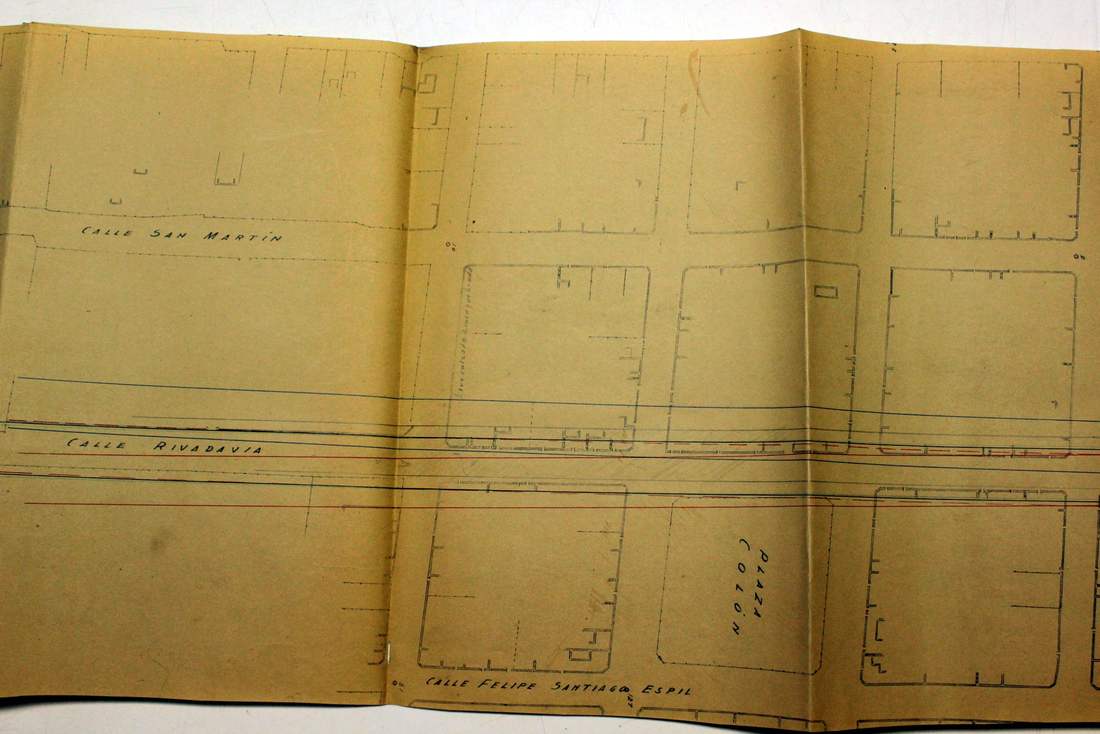 CALLE SAN MARTÍN
CALLE RIVADAVIA
PLAZA
COLÓN
CALLE FELIPE SANTIAGO ESPIL